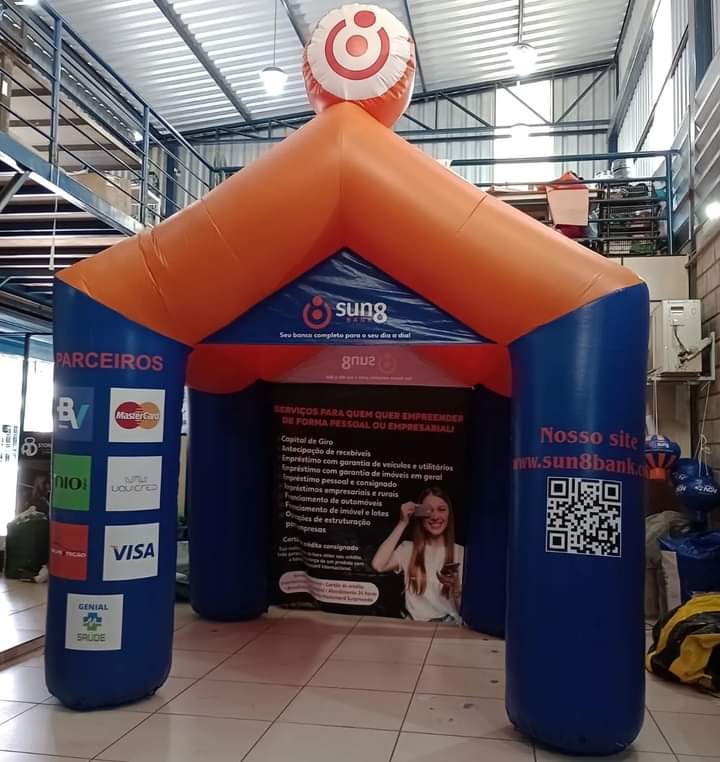 sun8
BANK
Seu banco completo para o seu dia a dia!
sun8
PARCEIROS
BV
MasterCard
VISA
GENIAL
SAÚDE
SERVIÇOS PARA QUEM QUER EMPREENDER
DE FORMA PESSOAL OU EMPRESARIAL!
Capital de Giro
Antecipação de recebíveis
Empréstimo com garantia de veículos e utilitários
Empréstimo com garantia de imóveis em geral
Empréstimo pessoal e consignado
Empréstimos empresariais e rurais
Financiamento de automóveis
Financiamento de imóvel e lotes
Operações de estruturação
para empresas
Nosso site
www.sun8bank.c